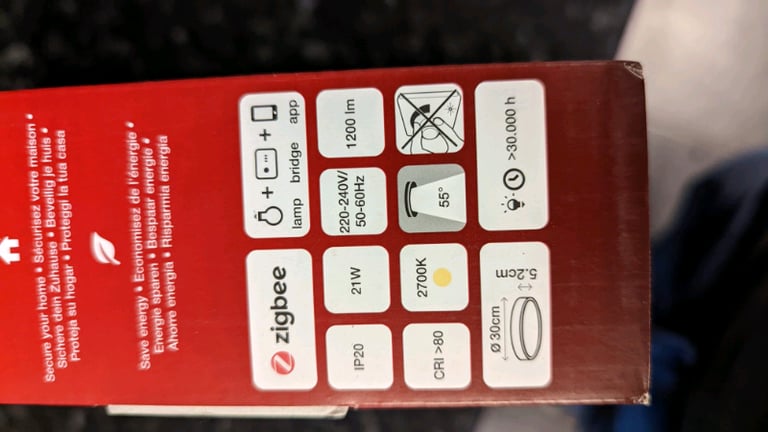 Secure your home • Sécurisez votre maison •
Sichere dein Zuhause • Beveilig je huis •
Proteja su hogar • Proteggi la tua casa
Save energy • Economisez de l'énergie •
Energie sparen • Bespaar energie •
Ahorre energía • Risparmia energia
zigbee
+ +
lamp bridge app
IP20
21W
220-240V/
50-60Hz
1200 lm
CRI >80
2700K
55°
Ø 30cm
5.2cm
>30.000 h